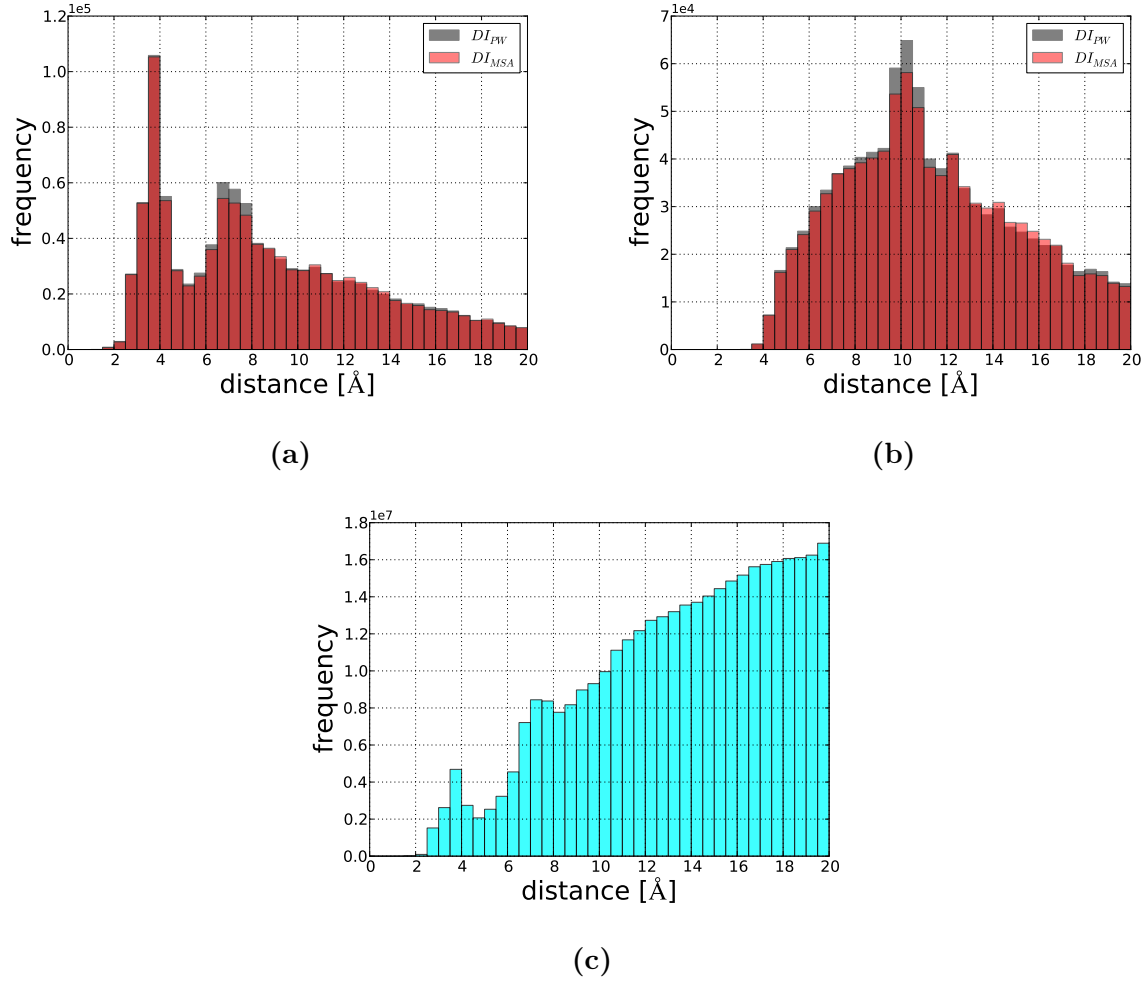 1e5
1.2
1.0
0.8
0.6
0.4
0.2
0.0
0 2 4 6 8 10 12 14 16 18 20
frequency
distance [Å]
DI_PW
DI_MSA
(a)
1e4
7
6
5
4
3
2
1
0
0 2 4 6 8 10 12 14 16 18 20
frequency
distance [Å]
DI_PW
DI_MSA
(b)
1e7
1.8
1.6
1.4
1.2
1.0
0.8
0.6
0.4
0.2
0.0
0 2 4 6 8 10 12 14 16 18 20
frequency
distance [Å]
(c)